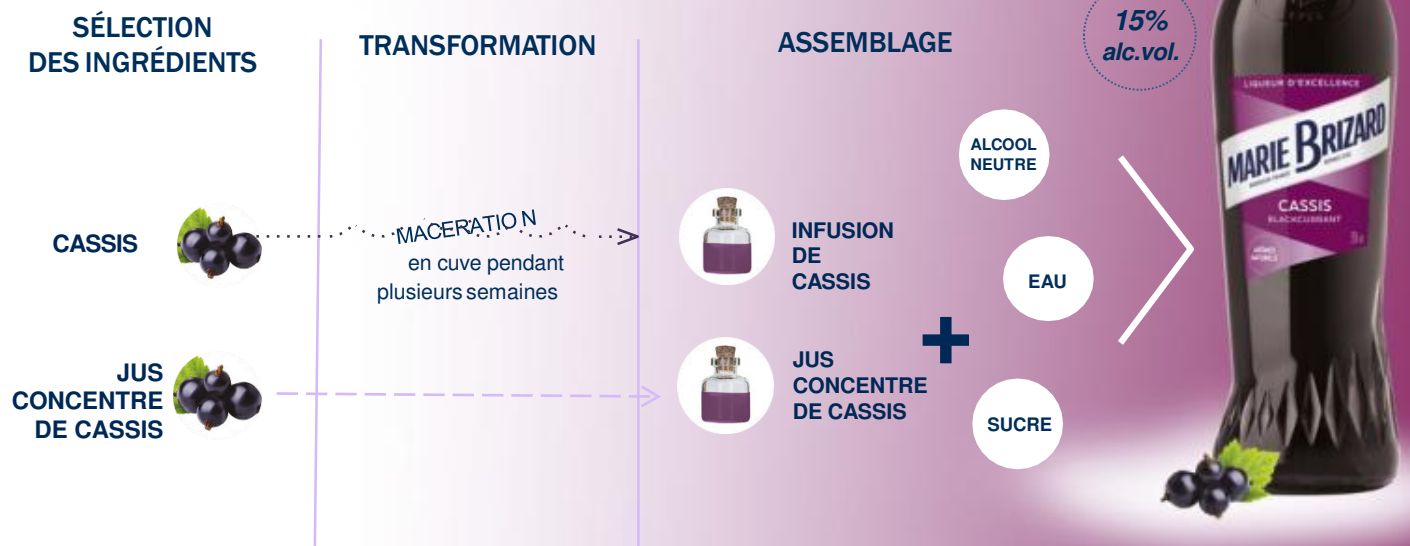 SÉLECTION
DES INGRÉDIENTS
TRANSFORMATION
ASSEMBLAGE
15%
alc.vol.
CASSIS
MACERATION
en cuve pendant
plusieurs semaines
INFUSION
DE
CASSIS
JUS
CONCENTRE
DE CASSIS
JUS
CONCENTRE
DE CASSIS
+
ALCOOL
NEUTRE
EAU
SUCRE
LIQUEUR D'EXCELLENCE
MARIE BRIZARD
CASSIS
BLACKCURRANT